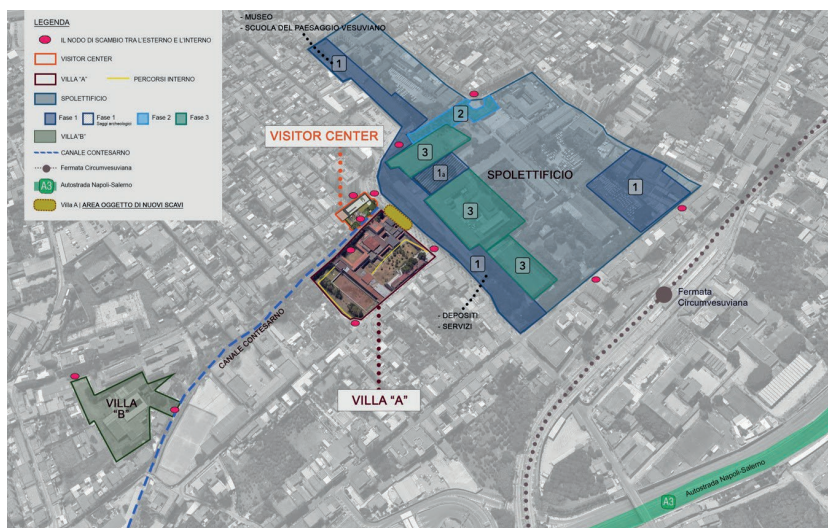 LEGENDA
IL NODO DI SCAMBIO TRA L'ESTERNO E L'INTERNO
VISITOR CENTER
VILLA "A" PERCORSI INTERNO
SPOLETTIFICIO
Fase 1 Fase 1 Fase 2 Fase 3
Saggi archeologici
VILLA"B"
CANALE CONTESARNO
Fermata Circumvesuviana
A3 Autostrada Napoli-Salerno
Villa A | AREA OGGETTO DI NUOVI SCAVI
- MUSEO
- SCUOLA DEL PAESAGGIO VESUVIANO
1
2
3
VISITOR CENTER
1a
SPOLETTIFICIO
1
3
1
3
- DEPOSITI
- SERVIZI
Fermata
Circumvesuviana
CANALE CONTESARNO
VILLA "A"
VILLA
"B"
A3
Autostrada Napoli-Salerno